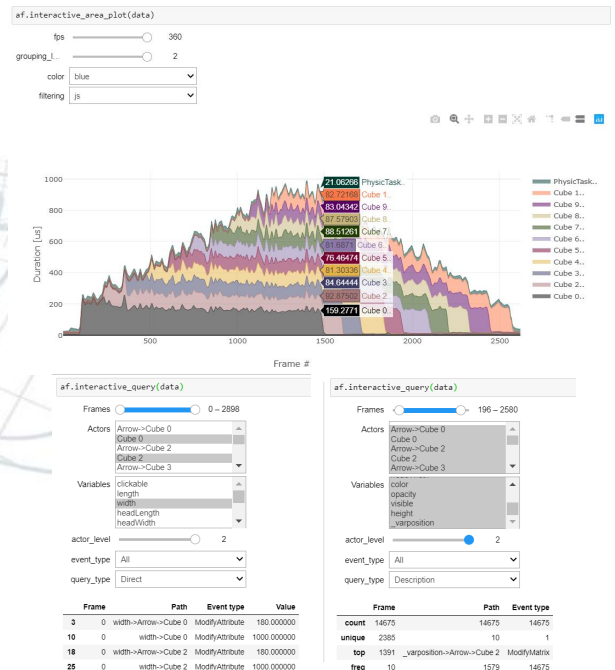 af.interactive_area_plot(data)
fps 360
grouping_l... 2
color blue
filtering js
1000
800
600
400
200
0
Duration [us]
500 1000 1500 2000 2500
Frame #
21.06266 PhysicTask..
82.72168 Cube 1..
83.04342 Cube 9..
87.57903 Cube 8..
88.51261 Cube 7..
81.6671 Cube 6..
76.46474 Cube 5..
81.30336 Cube 4..
84.64444 Cube 3..
92.87502 Cube 2..
159.2771 Cube 0..
PhysicTask..
Cube 1..
Cube 9..
Cube 8..
Cube 7..
Cube 6..
Cube 5..
Cube 4..
Cube 3..
Cube 2..
Cube 0..
af.interactive_query(data)
Frames 0 – 2898
Actors Arrow->Cube 0
Cube 0
Arrow->Cube 2
Cube 2
Arrow->Cube 3
Variables clickable
length
width
headLength
headWidth
actor_level 2
event_type All
query_type Direct
Frame Path Event type Value
3 0 width->Arrow->Cube 0 ModifyAttribute 180.000000
10 0 width->Cube 0 ModifyAttribute 1000.000000
18 0 width->Arrow->Cube 2 ModifyAttribute 180.000000
25 0 width->Cube 2 ModifyAttribute 1000.000000
af.interactive_query(data)
Frames 196 – 2580
Actors Arrow->Cube 0
Cube 0
Arrow->Cube 2
Cube 2
Arrow->Cube 3
Variables
color
opacity
visible
height
_varposition
actor_level 2
event_type All
query_type Description
Frame Path Event type
count 14675 14675 14675
unique 2385 10 1
top 1391 _varposition->Arrow->Cube 2 ModifyMatrix
freq 10 1579 14675